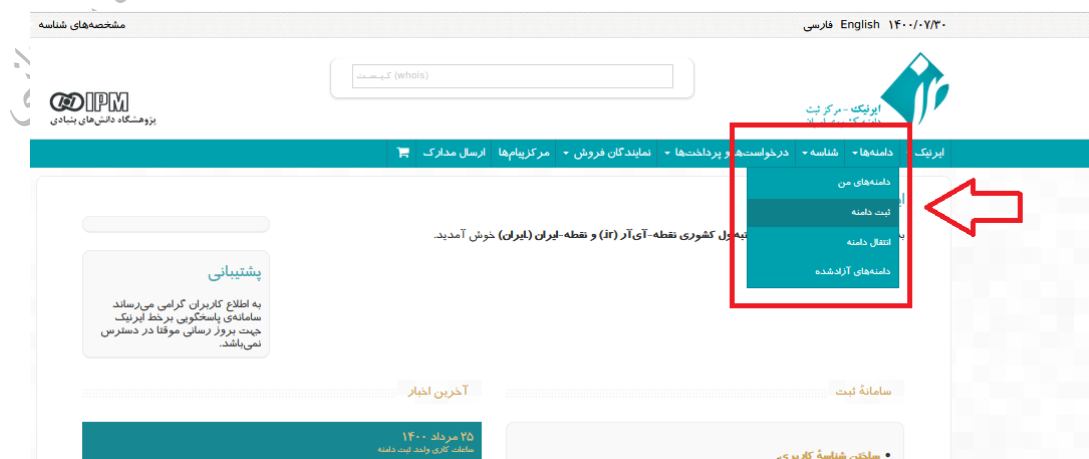 ۱۴۰۰/۰۷/۳۰ English فارسی
مشخصه‌های شناسه
کیست (whois)
ایرنیک - مرکز ثبت
IPM
پژوهشگاه دانش‌های بنیادی
ایرنیک دامنه‌ها شناسه درخواست‌ها و پرداخت‌ها نمایندگان فروش مرکز پیام‌ها ارسال مدارک
دامنه‌های من
ثبت دامنه
انتقال دامنه
دامنه‌های آزادشده
کشوری نقطه-آی‌آر (ir.) و نقطه-ایران (.ایران) خوش آمدید.
پشتیبانی
به اطلاع کاربران گرامی می‌رساند
سامانه‌ی پاسخگویی برخط ایرنیک
جهت بروز رسانی موقتا در دسترس
نمی‌باشد.
سامانهٔ ثبت
آخرین اخبار
۲۵ مرداد ۱۴۰۰
ساعات کاری واحد ثبت دامنه
• ساختن شناسهٔ کاربری